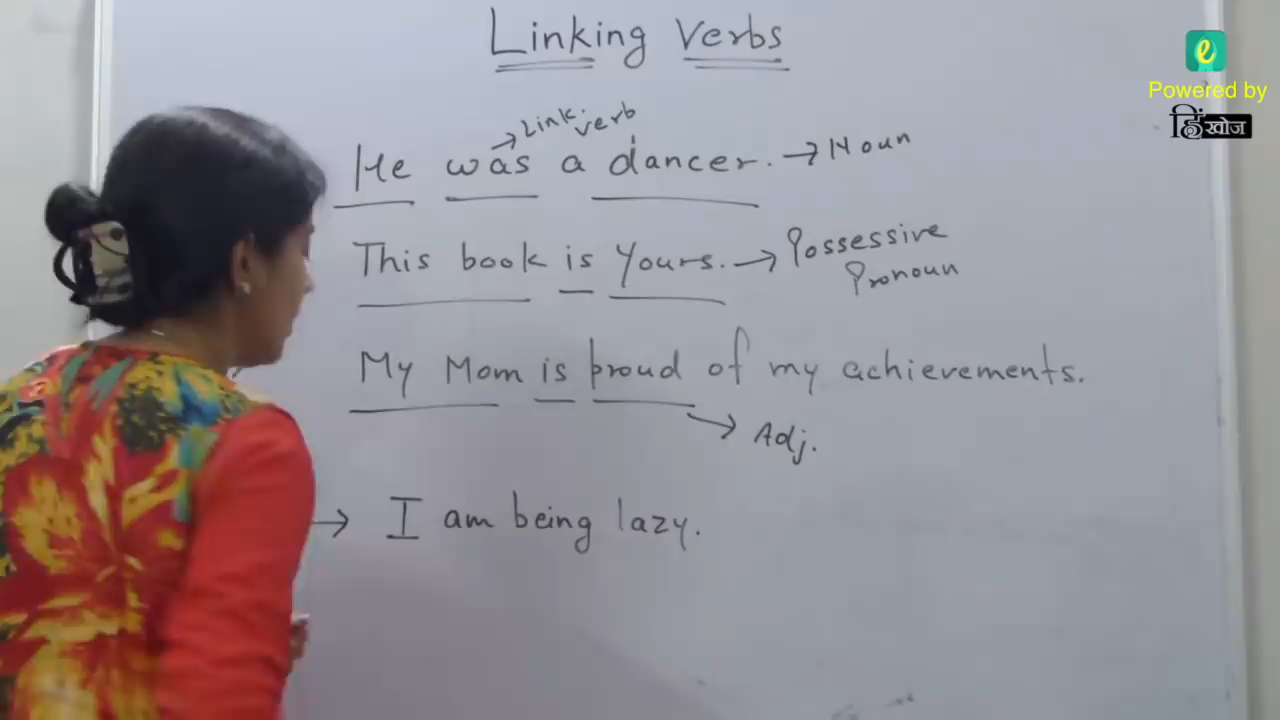 Linking Verbs
Link. verb
He was a dancer. → Noun
This book is yours. → Possessive
Pronoun
My Mom is proud of my achievements.
Adj.
→ I am being lazy.
e
Powered by
हिंखोज